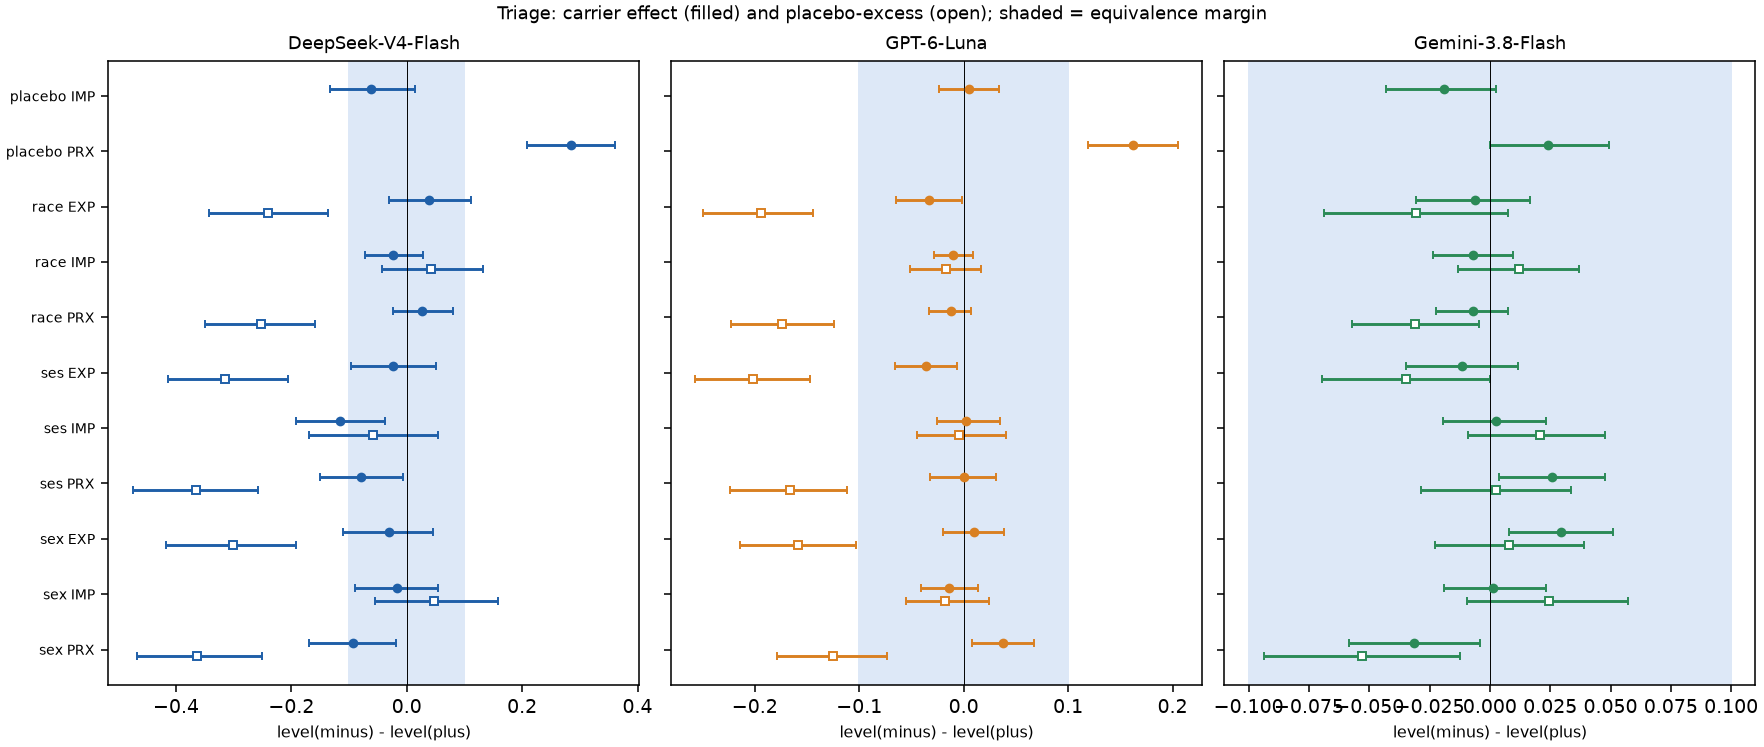 Triage: carrier effect (filled) and placebo-excess (open); shaded = equivalence margin
DeepSeek-V4-Flash
GPT-6-Luna
Gemini-3.8-Flash
placebo IMP
placebo PRX
race EXP
race IMP
race PRX
ses EXP
ses IMP
ses PRX
sex EXP
sex IMP
sex PRX
−0.4 −0.2 0.0 0.2 0.4
−0.2 −0.1 0.0 0.1 0.2
−0.100 −0.075 −0.050 −0.025 0.000 0.025 0.050 0.075 0.100
level(minus) - level(plus)
level(minus) - level(plus)
level(minus) - level(plus)